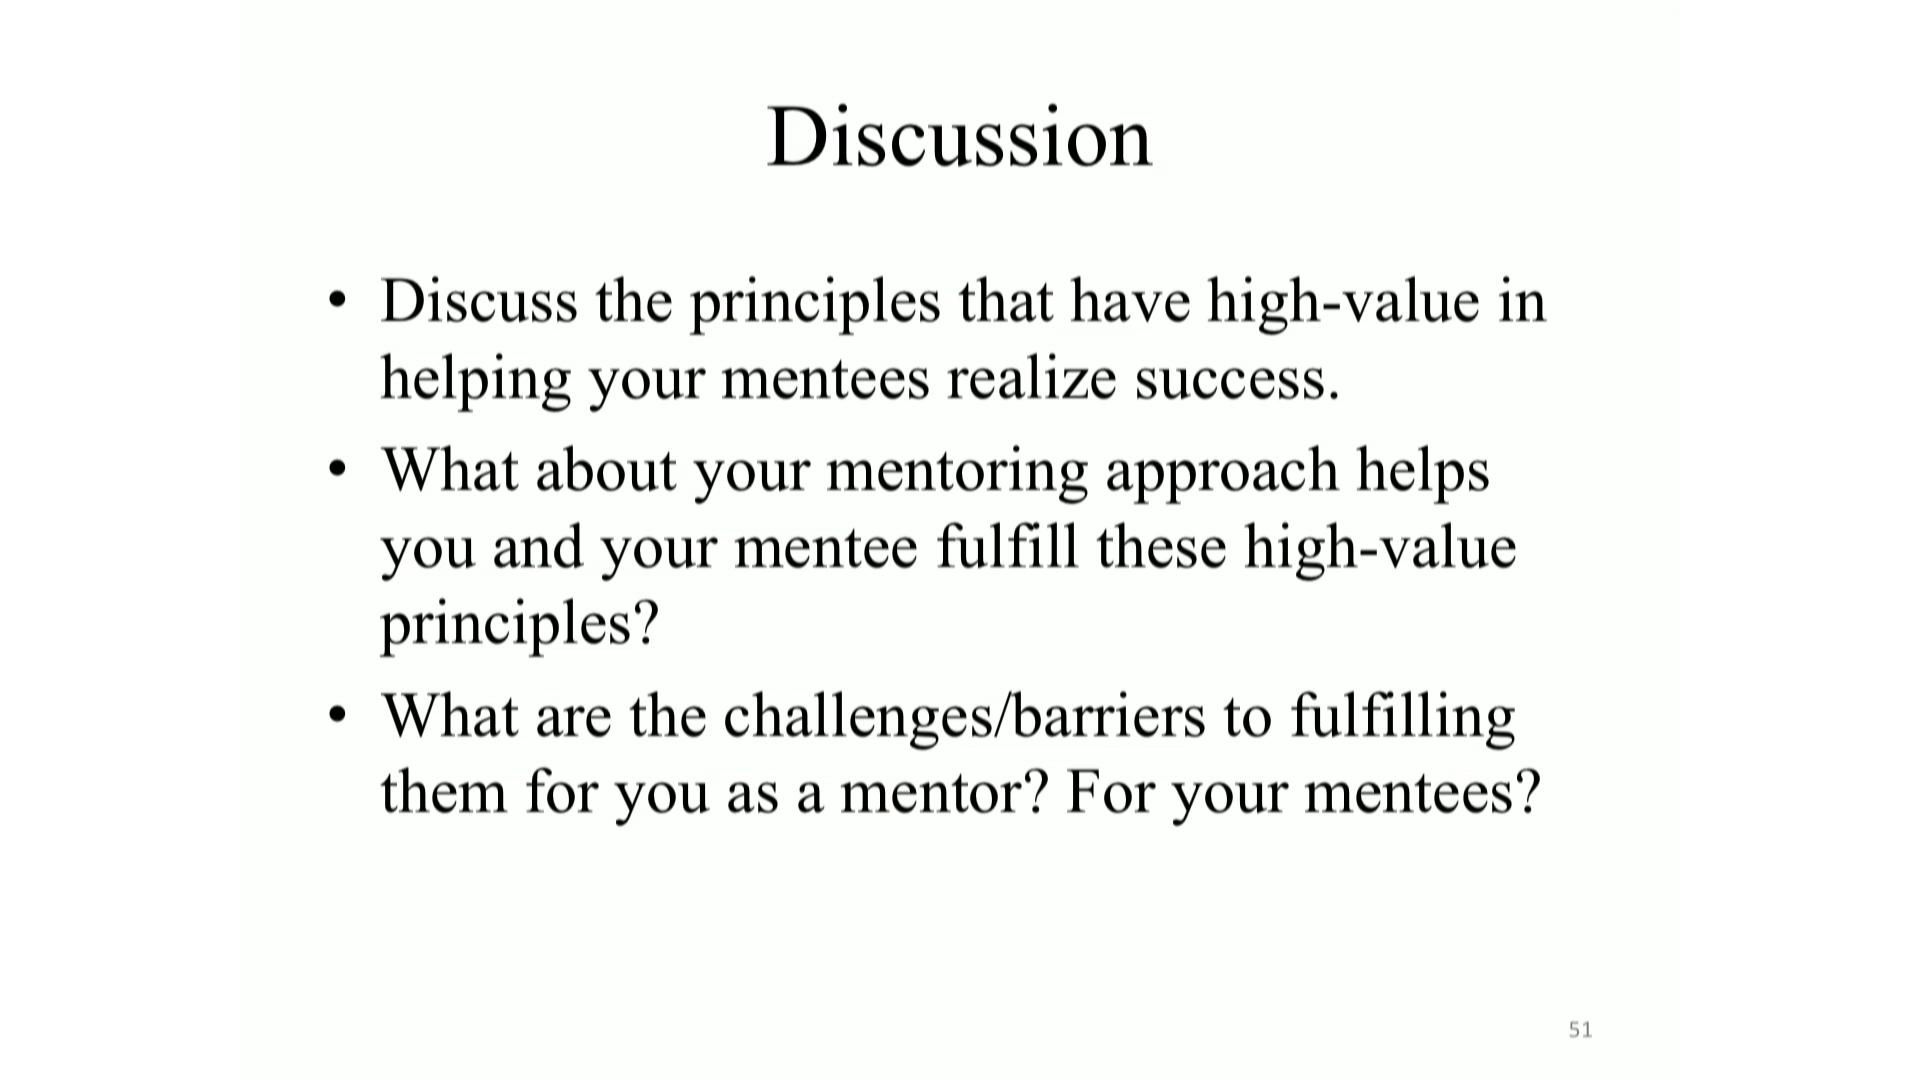 Discussion
• Discuss the principles that have high-value in
helping your mentees realize success.
• What about your mentoring approach helps
you and your mentee fulfill these high-value
principles?
• What are the challenges/barriers to fulfilling
them for you as a mentor? For your mentees?
51